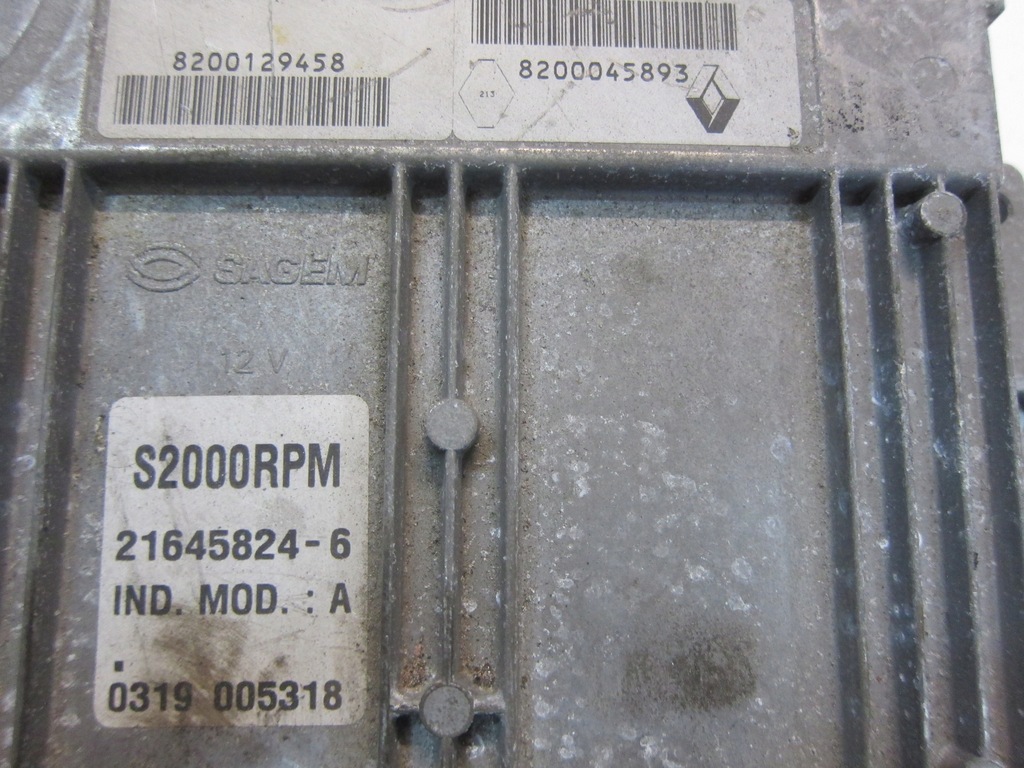 8200129458
8200045893
213
SAGEM
12 V
S2000RPM
21645824-6
IND. MOD. : A
.
0319 005318